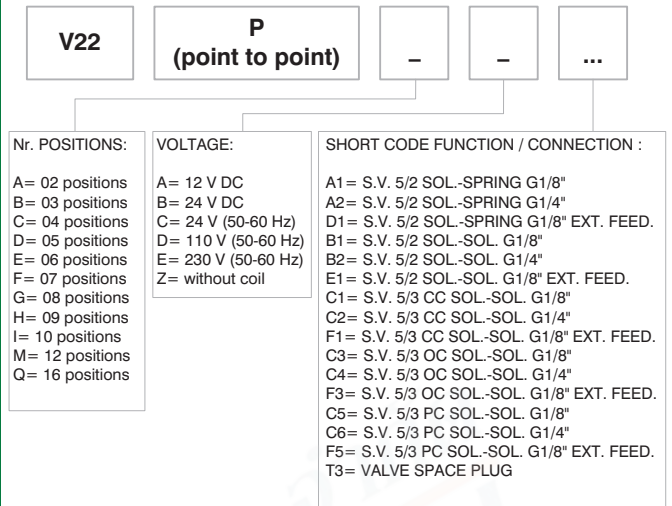 V22
P
(point to point)
–
–
...
Nr. POSITIONS:
A= 02 positions
B= 03 positions
C= 04 positions
D= 05 positions
E= 06 positions
F= 07 positions
G= 08 positions
H= 09 positions
I= 10 positions
M= 12 positions
Q= 16 positions
VOLTAGE:
A= 12 V DC
B= 24 V DC
C= 24 V (50-60 Hz)
D= 110 V (50-60 Hz)
E= 230 V (50-60 Hz)
Z= without coil
SHORT CODE FUNCTION / CONNECTION :
A1= S.V. 5/2 SOL.-SPRING G1/8"
A2= S.V. 5/2 SOL.-SPRING G1/4"
D1= S.V. 5/2 SOL.-SPRING G1/8" EXT. FEED.
B1= S.V. 5/2 SOL.-SOL. G1/8"
B2= S.V. 5/2 SOL.-SOL. G1/4"
E1= S.V. 5/2 SOL.-SOL. G1/8" EXT. FEED.
C1= S.V. 5/3 CC SOL.-SOL. G1/8"
C2= S.V. 5/3 CC SOL.-SOL. G1/4"
F1= S.V. 5/3 CC SOL.-SOL. G1/8" EXT. FEED.
C3= S.V. 5/3 OC SOL.-SOL. G1/8"
C4= S.V. 5/3 OC SOL.-SOL. G1/4"
F3= S.V. 5/3 OC SOL.-SOL. G1/8" EXT. FEED.
C5= S.V. 5/3 PC SOL.-SOL. G1/8"
C6= S.V. 5/3 PC SOL.-SOL. G1/4"
F5= S.V. 5/3 PC SOL.-SOL. G1/8" EXT. FEED.
T3= VALVE SPACE PLUG